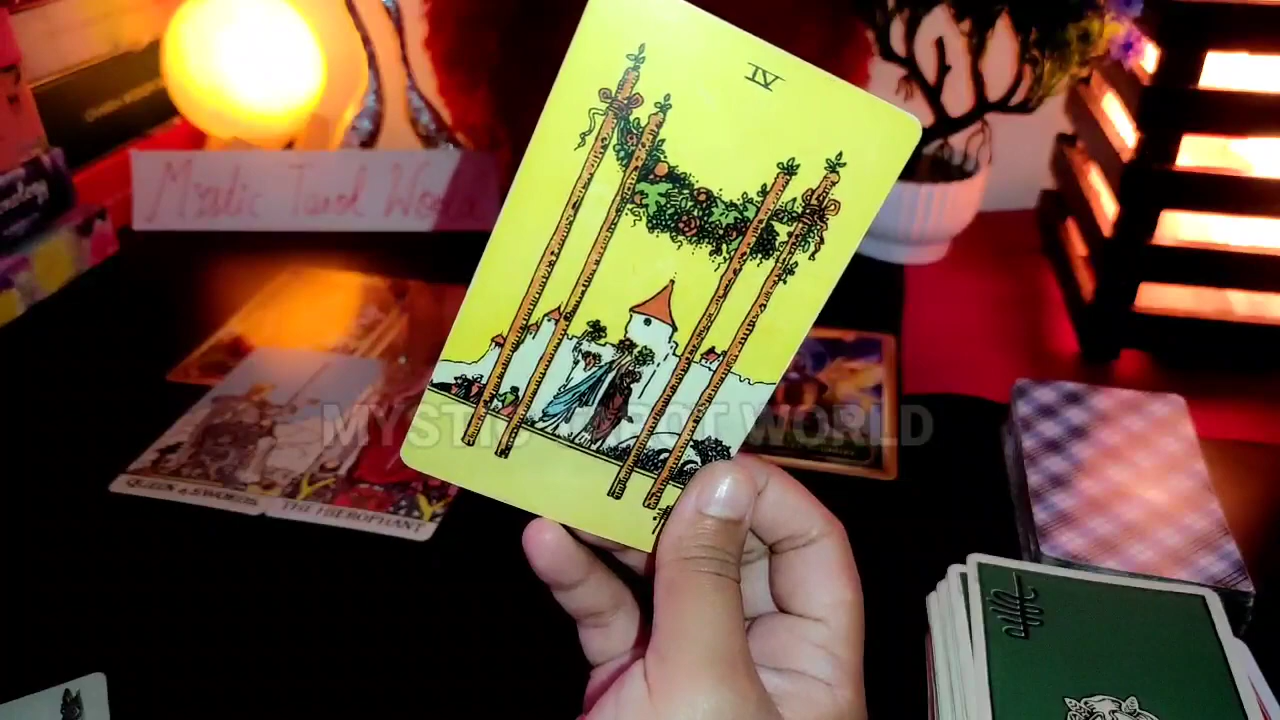 IV
Mystic Tarot World
MYSTIC TAROT WORLD
QUEEN of SWORDS
THE HIEROPHANT